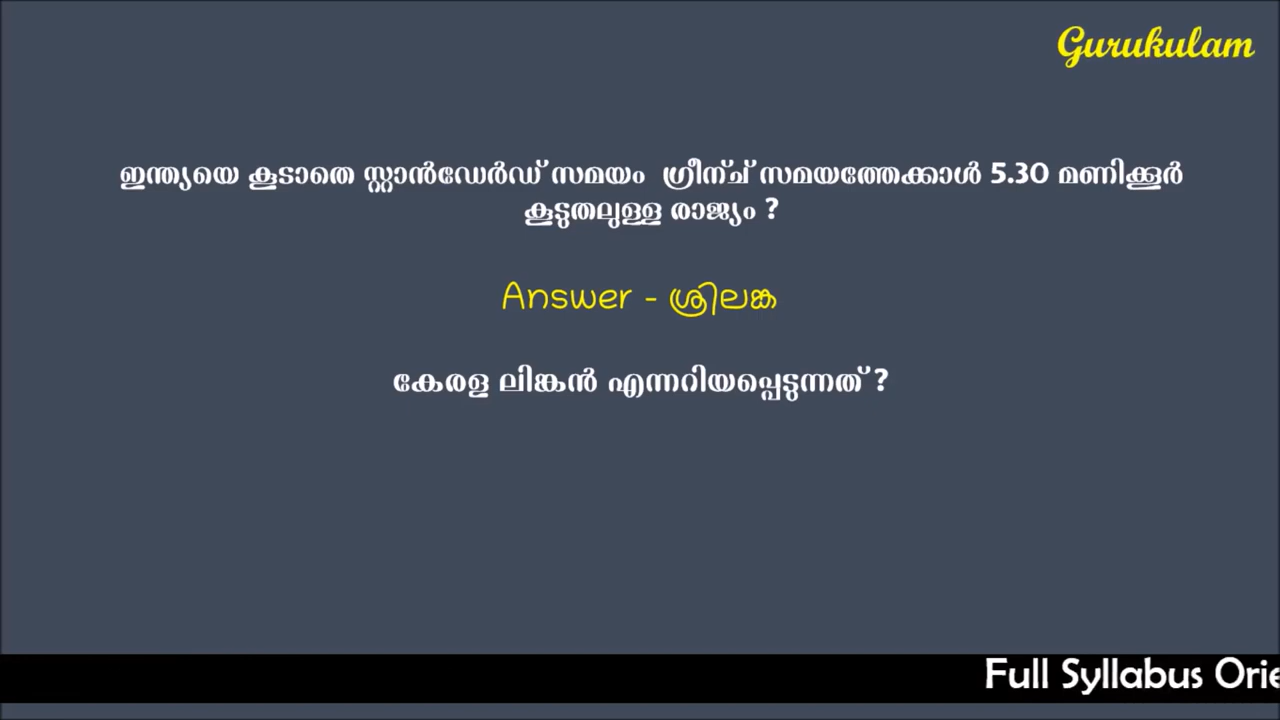 Gurukulam
ഇന്ത്യയെ കൂടാതെ സ്റ്റാൻഡേർഡ് സമയം ഗ്രീന്ച് സമയത്തേക്കാൾ 5.30 മണിക്കൂർ
കൂടുതലുള്ള രാജ്യം ?
Answer - ശ്രീലങ്ക
കേരള ലിങ്കൻ എന്നറിയപ്പെടുന്നത് ?
Full Syllabus Orie